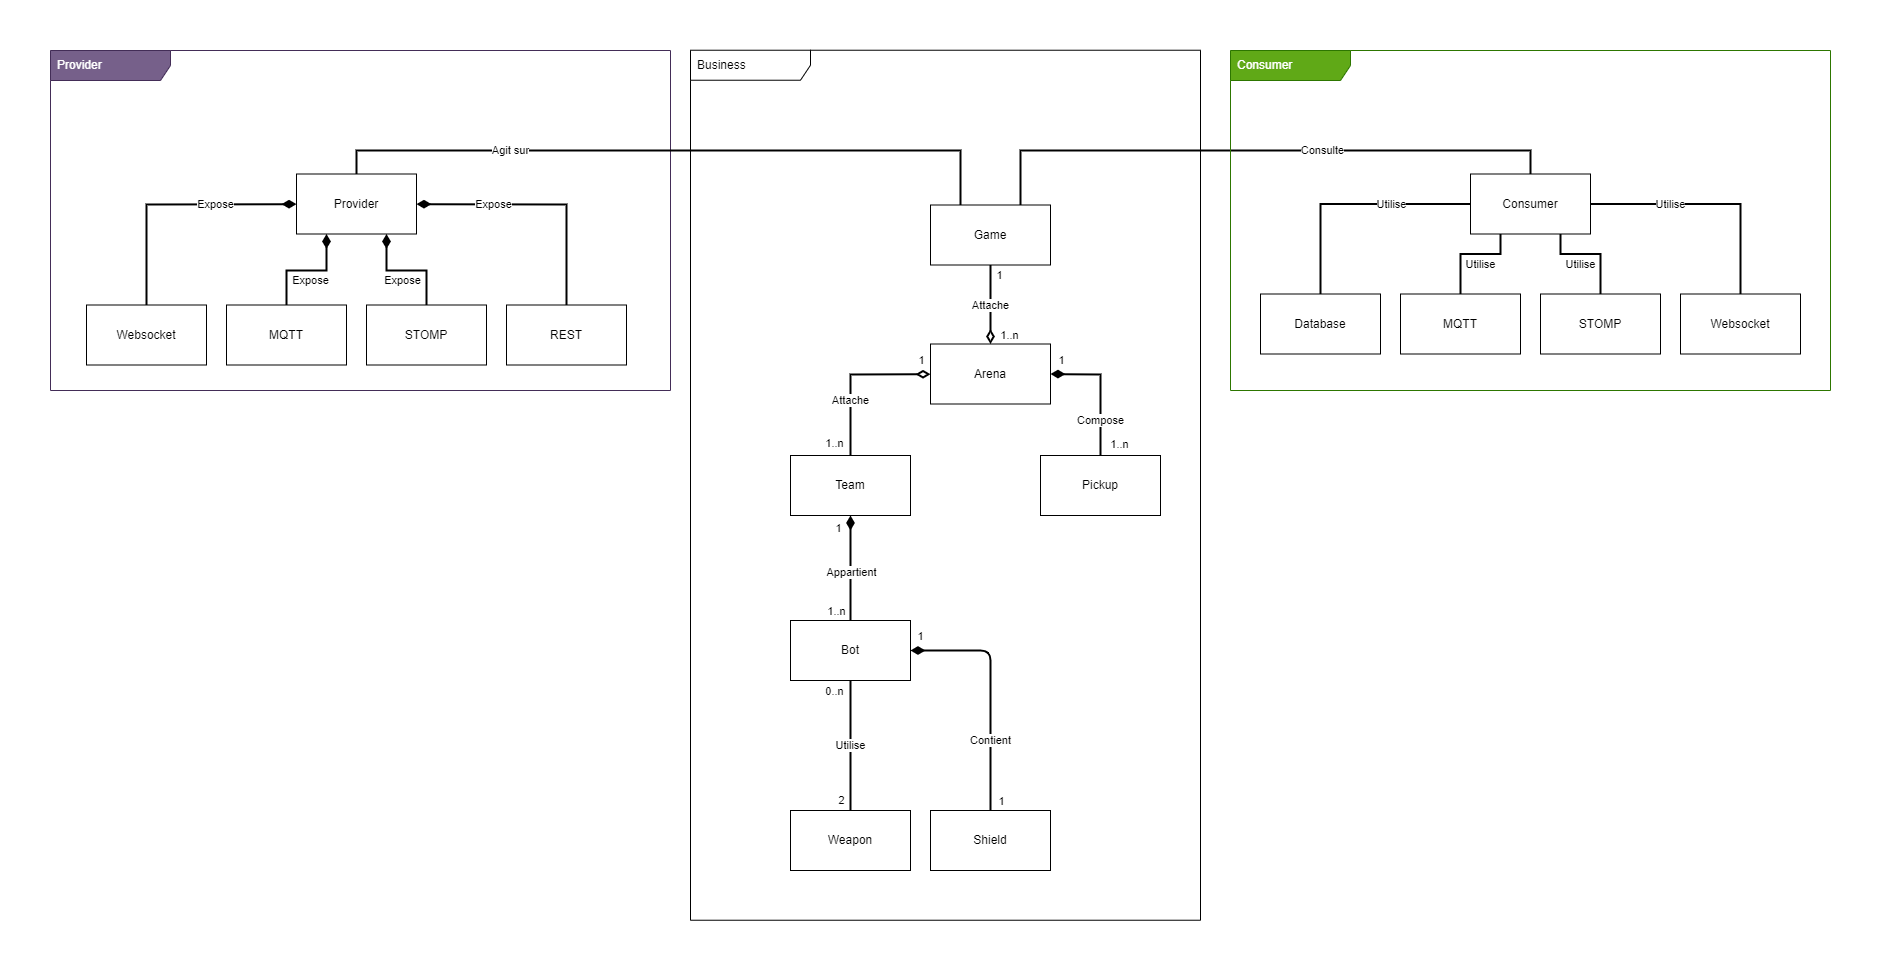 Provider
Business
Consumer
Agit sur
Consulte
Expose
Provider
Expose
Utilise
Consumer
Utilise
Game
Expose
Expose
Utilise
Utilise
1
Attache
1..n
Websocket
MQTT
STOMP
REST
Database
MQTT
STOMP
Websocket
1
Arena
1
Attache
Compose
1..n
1..n
Team
Pickup
1
Appartient
1..n
Bot
1
0..n
Utilise
Contient
2
1
Weapon
Shield